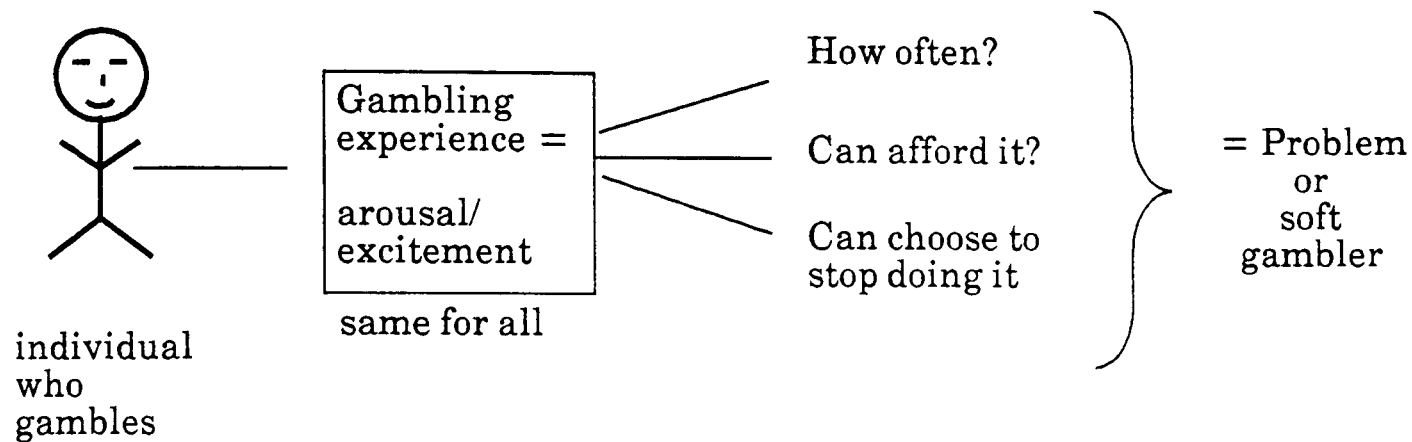 individual
who
gambles
Gambling
experience =
arousal/
excitement
same for all
How often?
Can afford it?
Can choose to
stop doing it
= Problem
or
soft
gambler